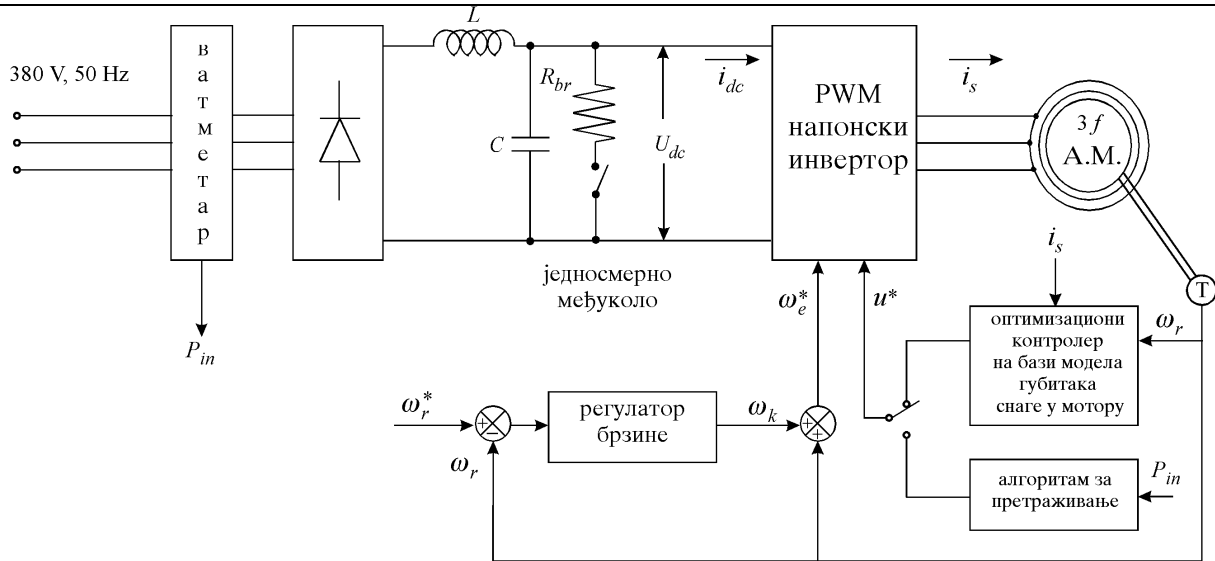 380 V, 50 Hz
ватметар
P_in
L
C
R_br
U_dc
i_dc
једносмерно
међуколо
PWM
напонски
инвертор
i_s
3f
А.М.
T
i_s
ω_e*
u*
оптимизациони
контролер
на бази модела
губитака
снаге у мотору
ω_r
ω_r*
+
−
ω_r
регулатор
брзине
ω_k
+
+
алгоритам за
претраживање
P_in